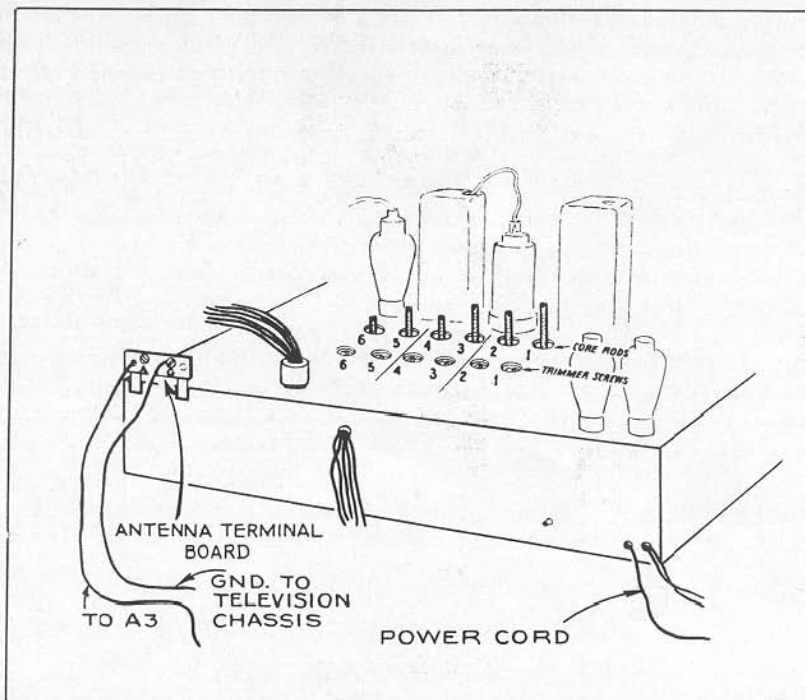 6 5 4 3 2 1
CORE RODS
6 5 4 3 2 1
TRIMMER SCREWS
A
ANTENNA TERMINAL
BOARD
GND. TO
TELEVISION
CHASSIS
TO A3
POWER CORD